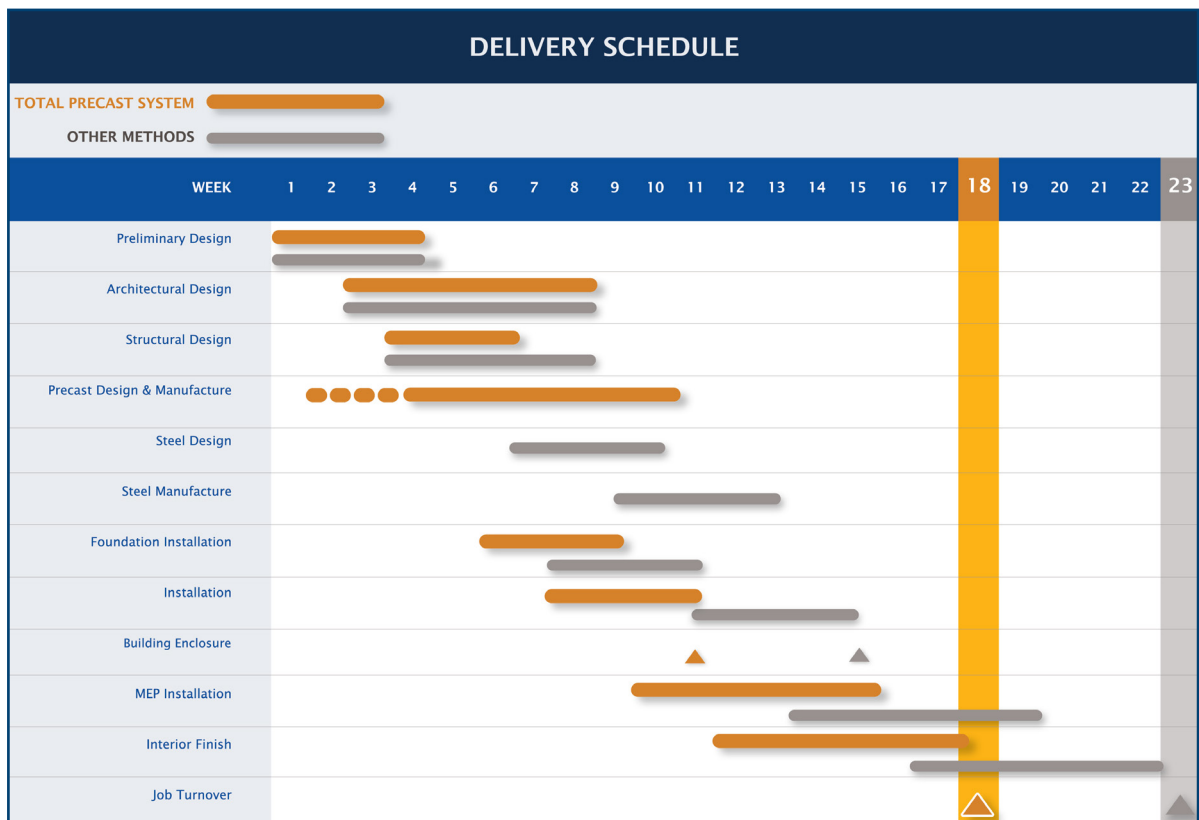 DELIVERY SCHEDULE
TOTAL PRECAST SYSTEM
OTHER METHODS
WEEK 1 2 3 4 5 6 7 8 9 10 11 12 13 14 15 16 17 18 19 20 21 22 23
Preliminary Design
Architectural Design
Structural Design
Precast Design & Manufacture
Steel Design
Steel Manufacture
Foundation Installation
Installation
Building Enclosure
MEP Installation
Interior Finish
Job Turnover